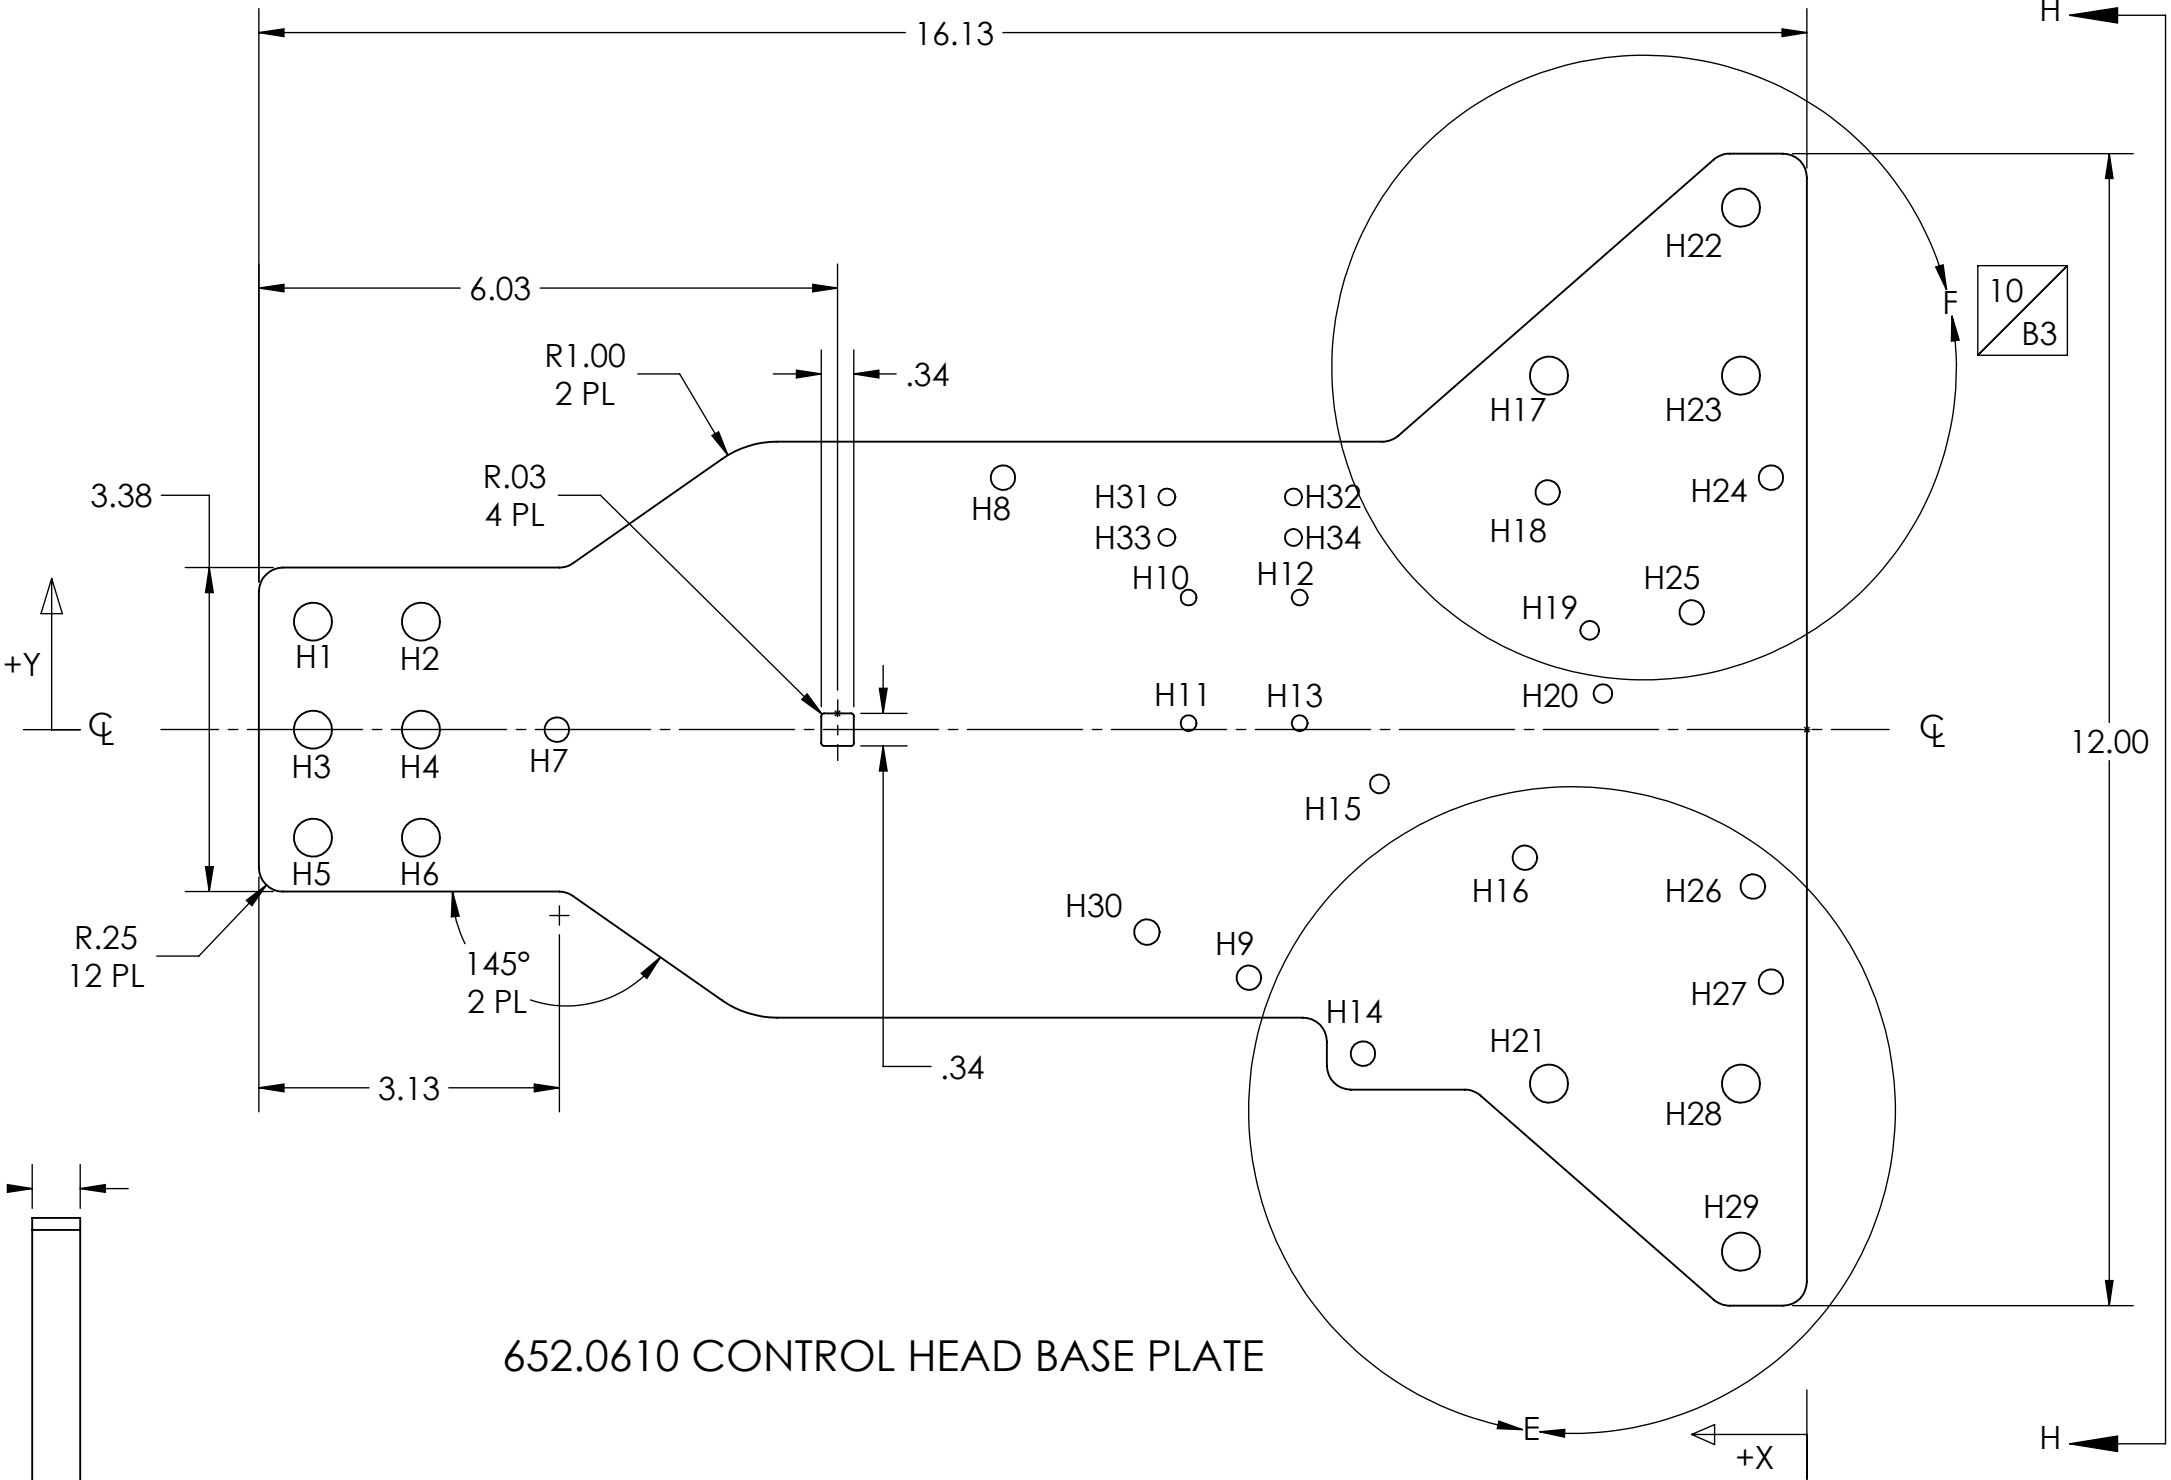 H
16.13
H22
6.03
F
10
B3
R1.00
2 PL
.34
H17
H23
R.03
4 PL
3.38
H8
H31
H32
H24
H18
H33
H34
H10
H12
H25
H19
H1
H2
+Y
H11
H13
H20
℄
℄
12.00
H3
H4
H7
H15
H5
H6
H16
H26
H30
R.25
12 PL
H9
145°
2 PL
H27
H14
H21
.34
3.13
H28
H29
652.0610 CONTROL HEAD BASE PLATE
E
H
+X